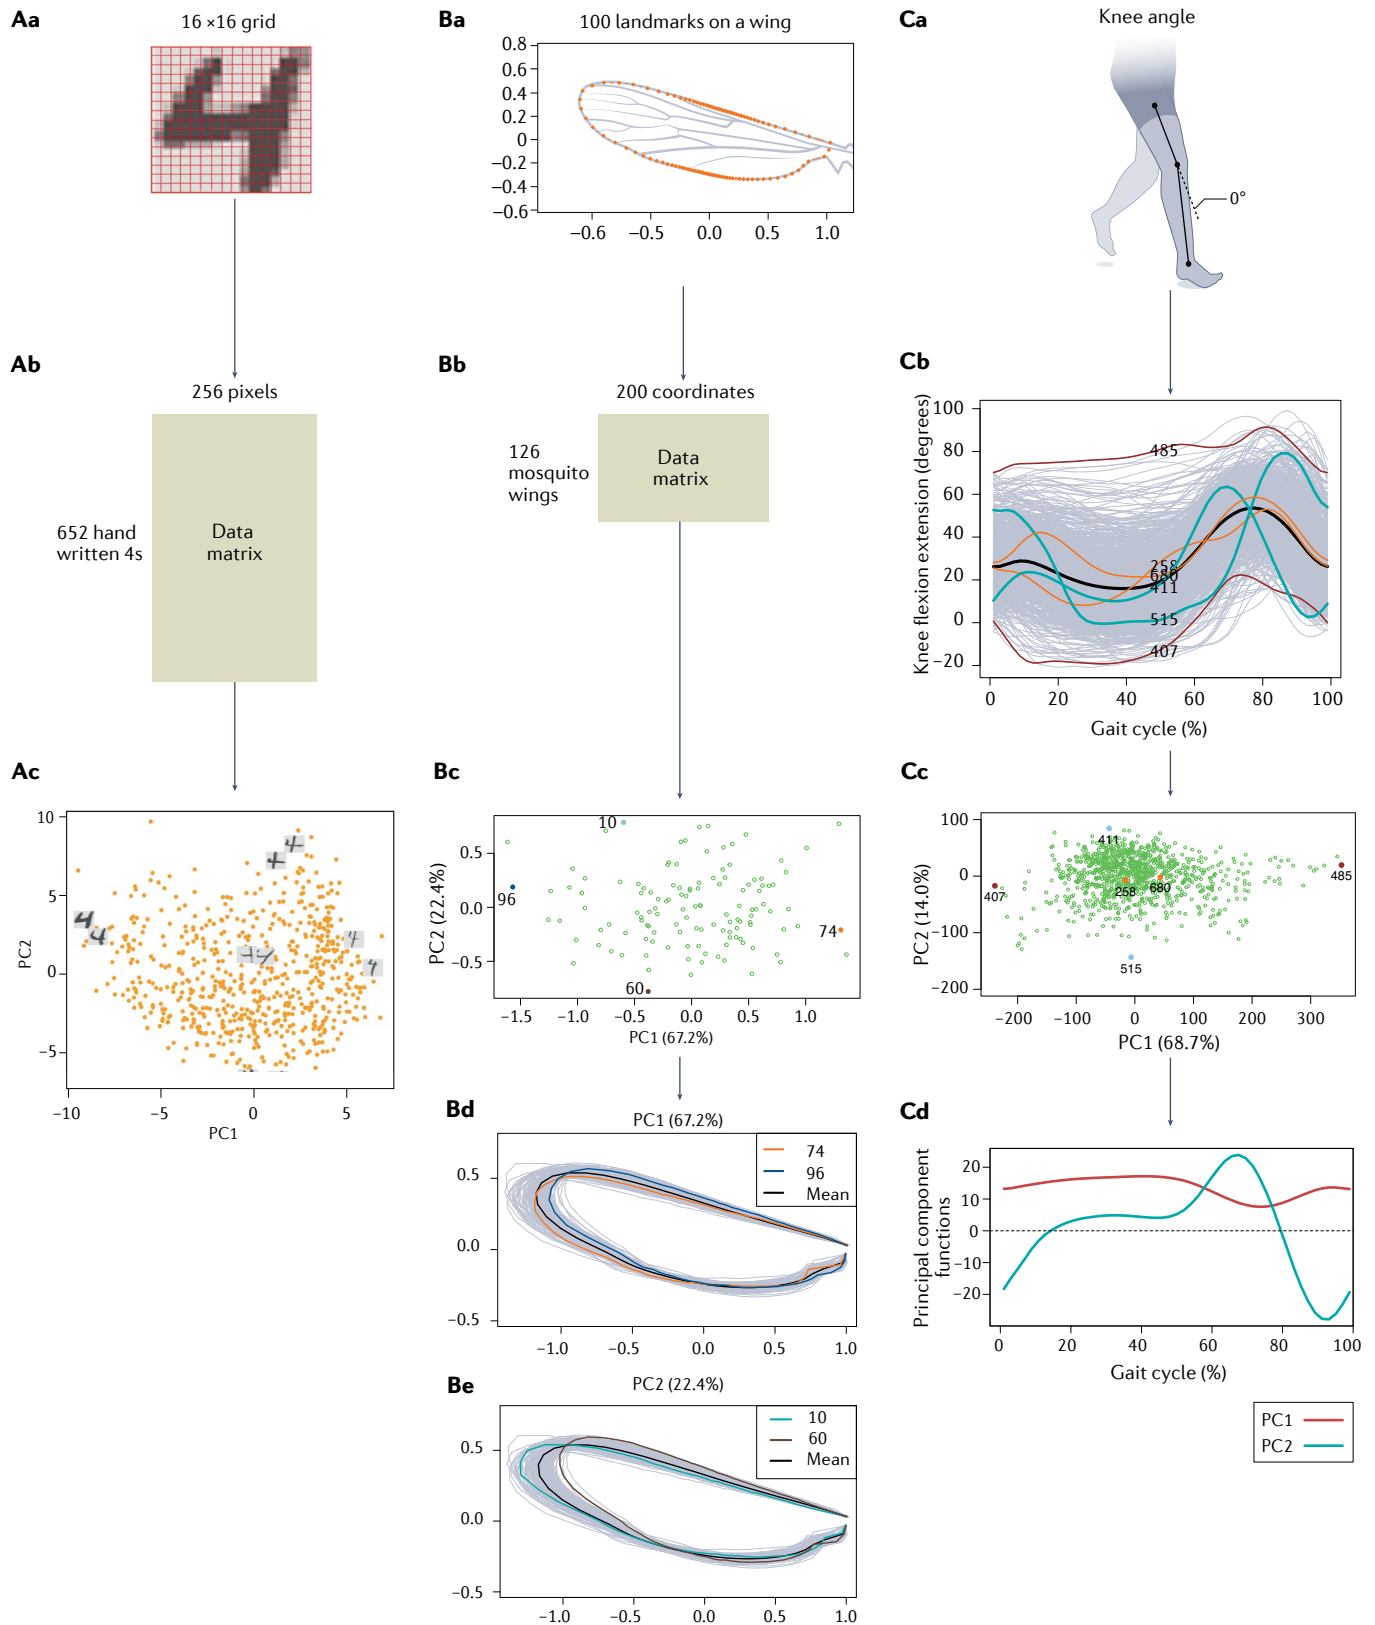 Aa
16 ×16 grid
Ab
256 pixels
652 hand
written 4s
Data
matrix
Ac
10
5
0
−5
PC2
−10
−5
0
5
PC1
Ba
100 landmarks on a wing
0.8
0.6
0.4
0.2
0
−0.2
−0.4
−0.6
−0.6
−0.5
0.0
0.5
1.0
Bb
200 coordinates
126
mosquito
wings
Data
matrix
Bc
PC2 (22.4%)
0.5
0.0
−0.5
10
96
74
60
−1.5
−1.0
−0.5
0.0
0.5
1.0
PC1 (67.2%)
Bd
PC1 (67.2%)
74
96
Mean
0.5
0.0
−0.5
−1.0
−0.5
0.0
0.5
1.0
Be
PC2 (22.4%)
10
60
Mean
0.5
0.0
−0.5
−1.0
−0.5
0.0
0.5
1.0
Ca
Knee angle
0°
Cb
Knee flexion extension (degrees)
100
80
60
40
20
0
−20
485
258
680
411
515
407
0
20
40
60
80
100
Gait cycle (%)
Cc
PC2 (14.0%)
100
0
−100
−200
411
407
258
680
485
515
−200
−100
0
100
200
300
PC1 (68.7%)
Cd
Principal component
functions
20
10
0
−10
−20
0
20
40
60
80
100
Gait cycle (%)
PC1
PC2